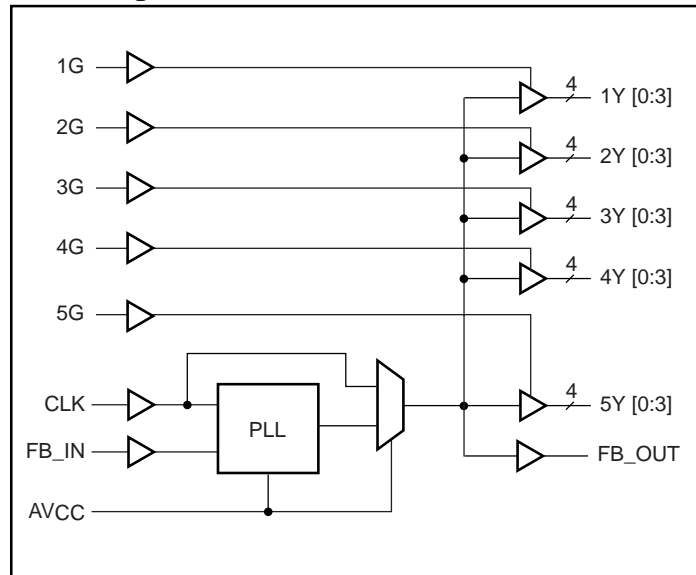 1G
4
1Y [0:3]
2G
4
2Y [0:3]
3G
4
3Y [0:3]
4G
4
4Y [0:3]
5G
CLK
4
5Y [0:3]
PLL
FB_IN
FB_OUT
AVCC